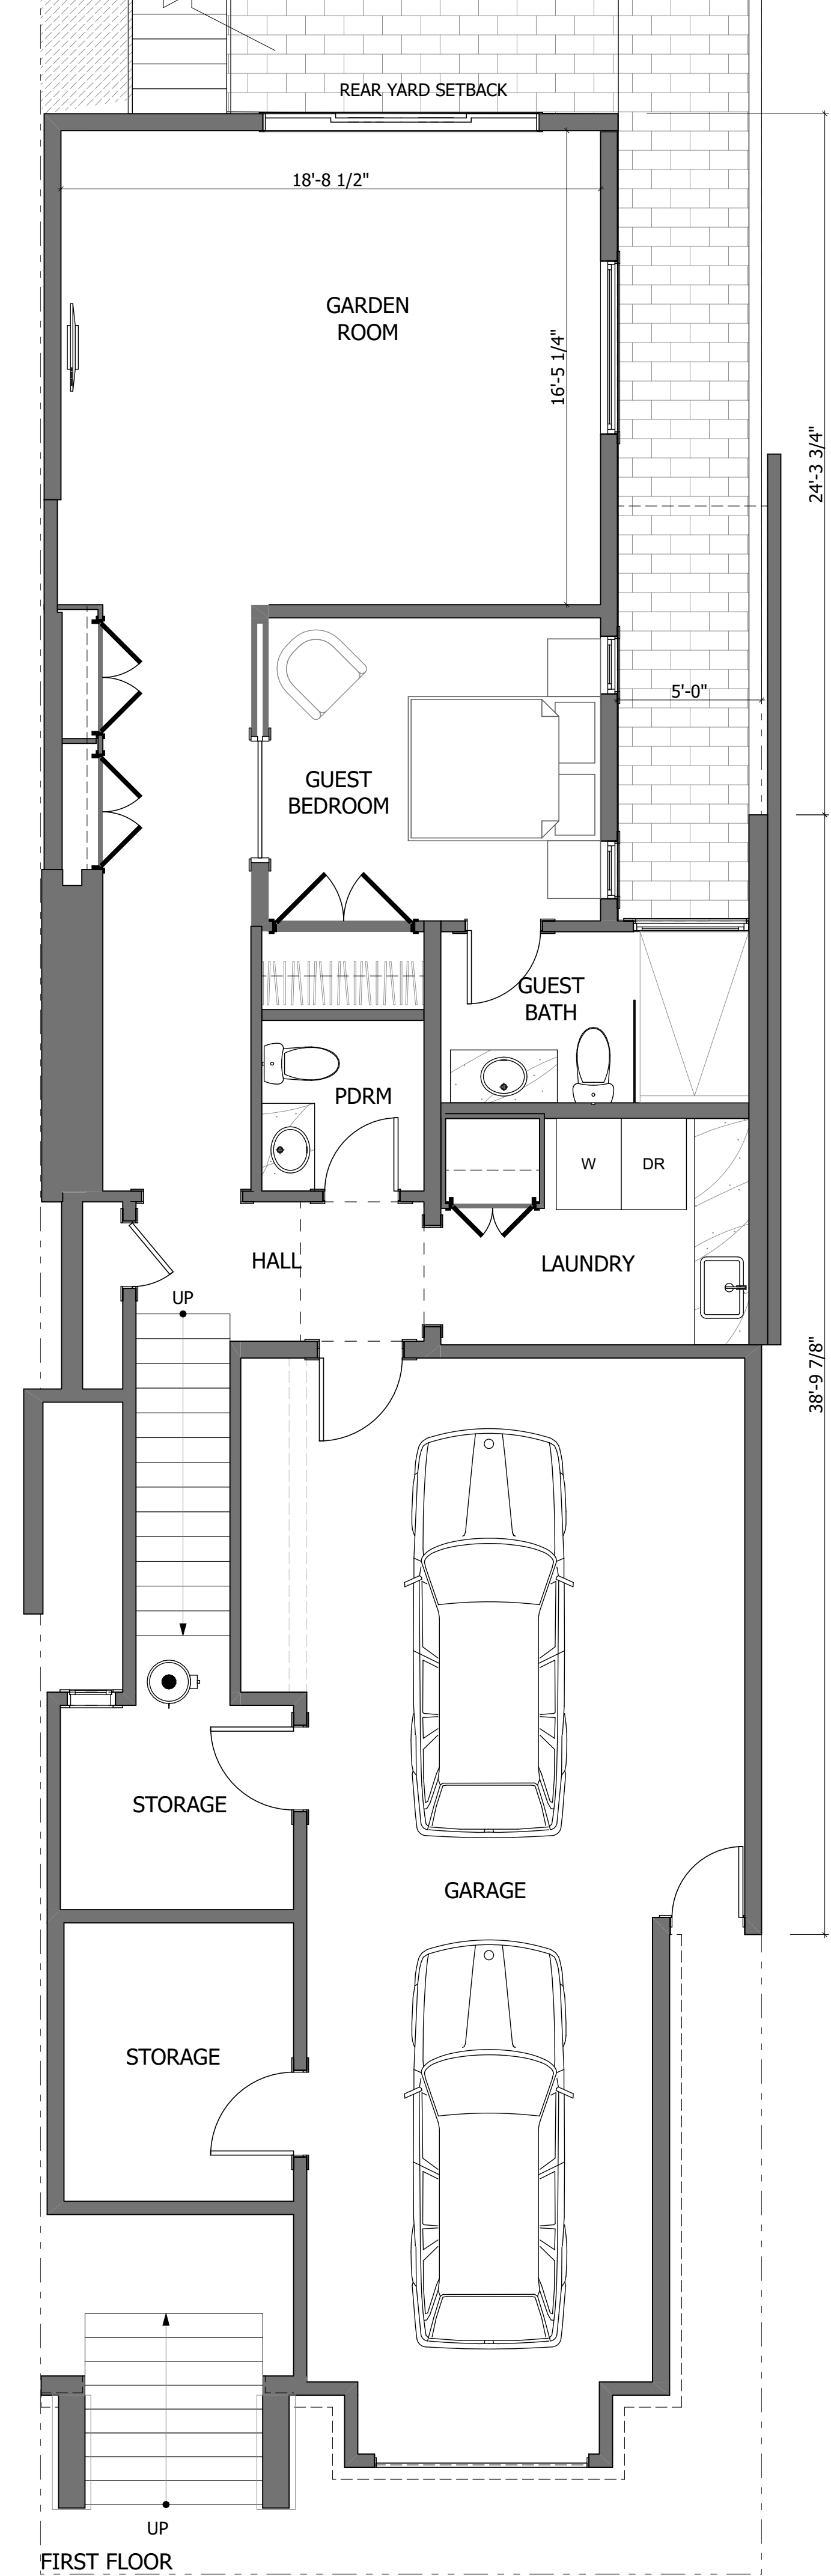 REAR YARD SETBACK
18'-8 1/2"
GARDEN
ROOM
16'-5 1/4"
24'-3 3/4"
5'-0"
GUEST
BEDROOM
GUEST
BATH
PDRM
W
DR
HALL
LAUNDRY
UP
38'-9 7/8"
STORAGE
GARAGE
STORAGE
UP
FIRST FLOOR